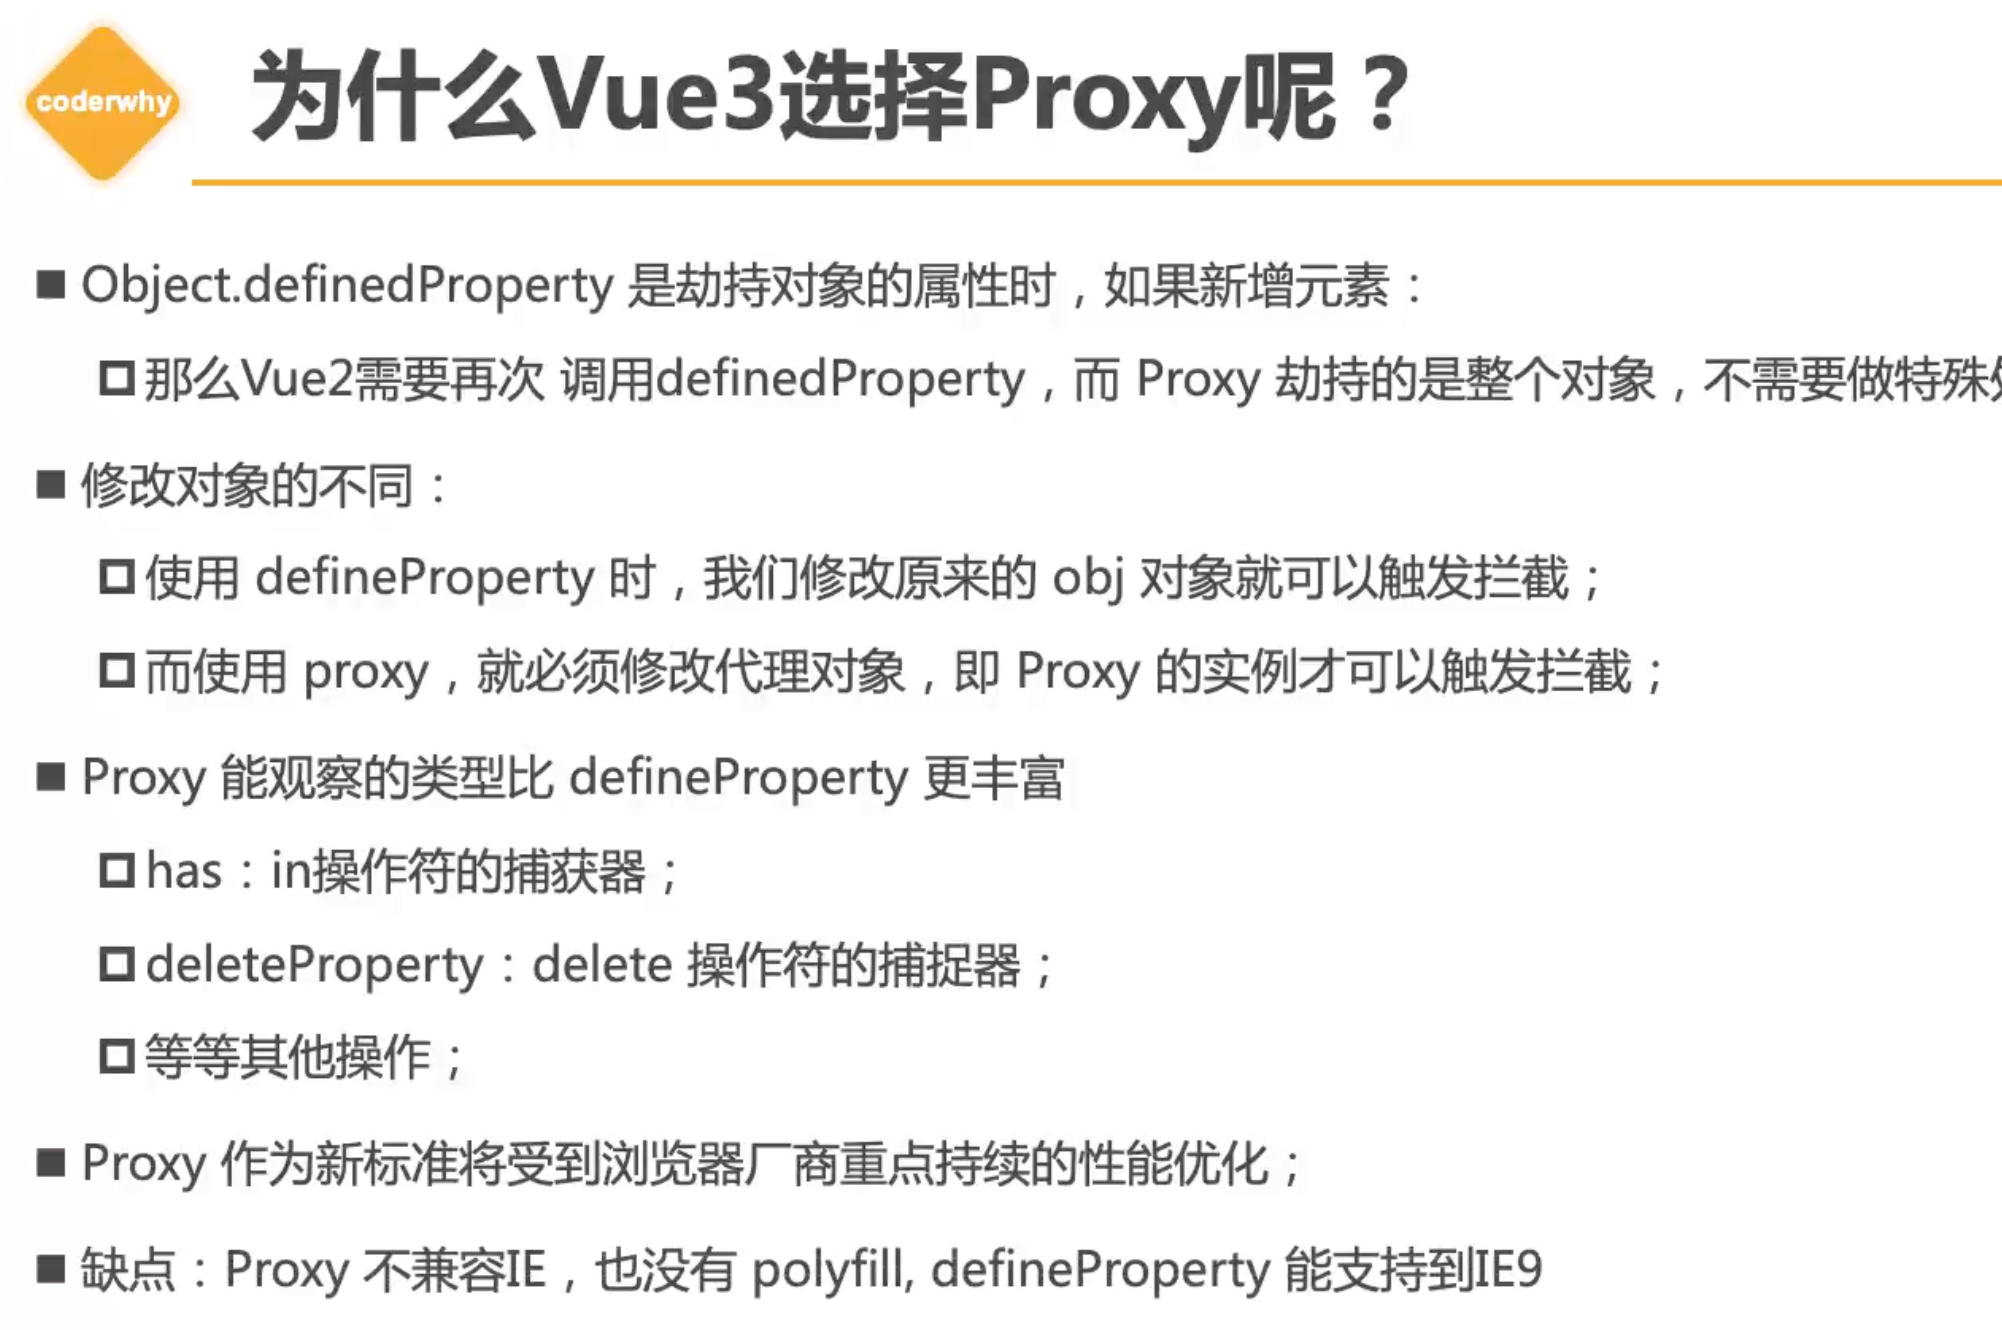 coderwhy
为什么Vue3选择Proxy呢？
■ Object.definedProperty 是劫持对象的属性时，如果新增元素：
那么Vue2需要再次 调用definedProperty，而 Proxy 劫持的是整个对象，不需要做特殊
■ 修改对象的不同：
使用 defineProperty 时，我们修改原来的 obj 对象就可以触发拦截；
而使用 proxy，就必须修改代理对象，即 Proxy 的实例才可以触发拦截；
■ Proxy 能观察的类型比 defineProperty 更丰富
has：in操作符的捕获器；
deleteProperty：delete 操作符的捕捉器；
等等其他操作；
■ Proxy 作为新标准将受到浏览器厂商重点持续的性能优化；
■ 缺点：Proxy 不兼容IE，也没有 polyfill, defineProperty 能支持到IE9